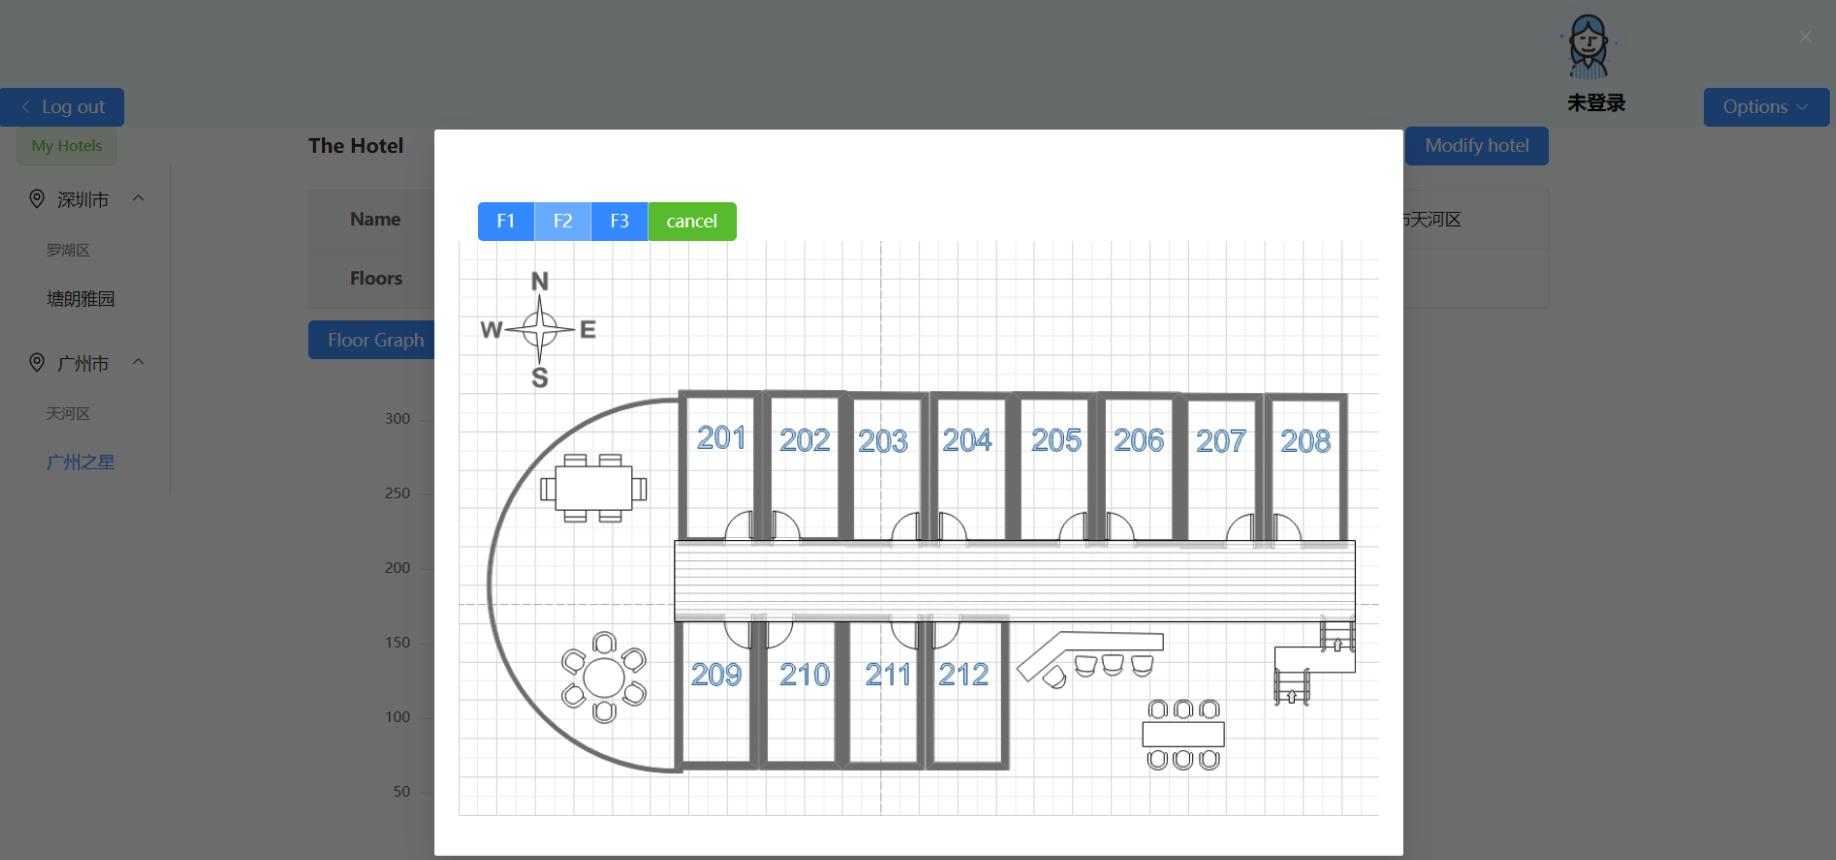 未登录
Log out
Options
My Hotels
The Hotel
Modify hotel
深圳市
罗湖区
塘朗雅园
广州市
天河区
广州之星
Name
市天河区
Floors
Floor Graph
300
250
200
150
100
50
F1 F2 F3 cancel
N
W E
S
201 202 203 204 205 206 207 208
209 210 211 212